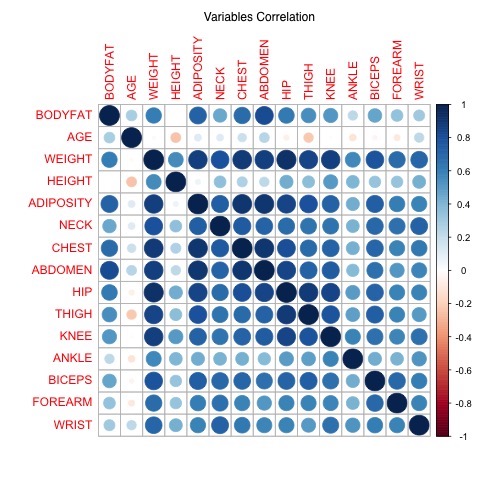 Variables Correlation
BODYFAT AGE WEIGHT HEIGHT ADIPOSITY NECK CHEST ABDOMEN HIP THIGH KNEE ANKLE BICEPS FOREARM WRIST
BODYFAT
AGE
WEIGHT
HEIGHT
ADIPOSITY
NECK
CHEST
ABDOMEN
HIP
THIGH
KNEE
ANKLE
BICEPS
FOREARM
WRIST
1
0.8
0.6
0.4
0.2
0
-0.2
-0.4
-0.6
-0.8
-1